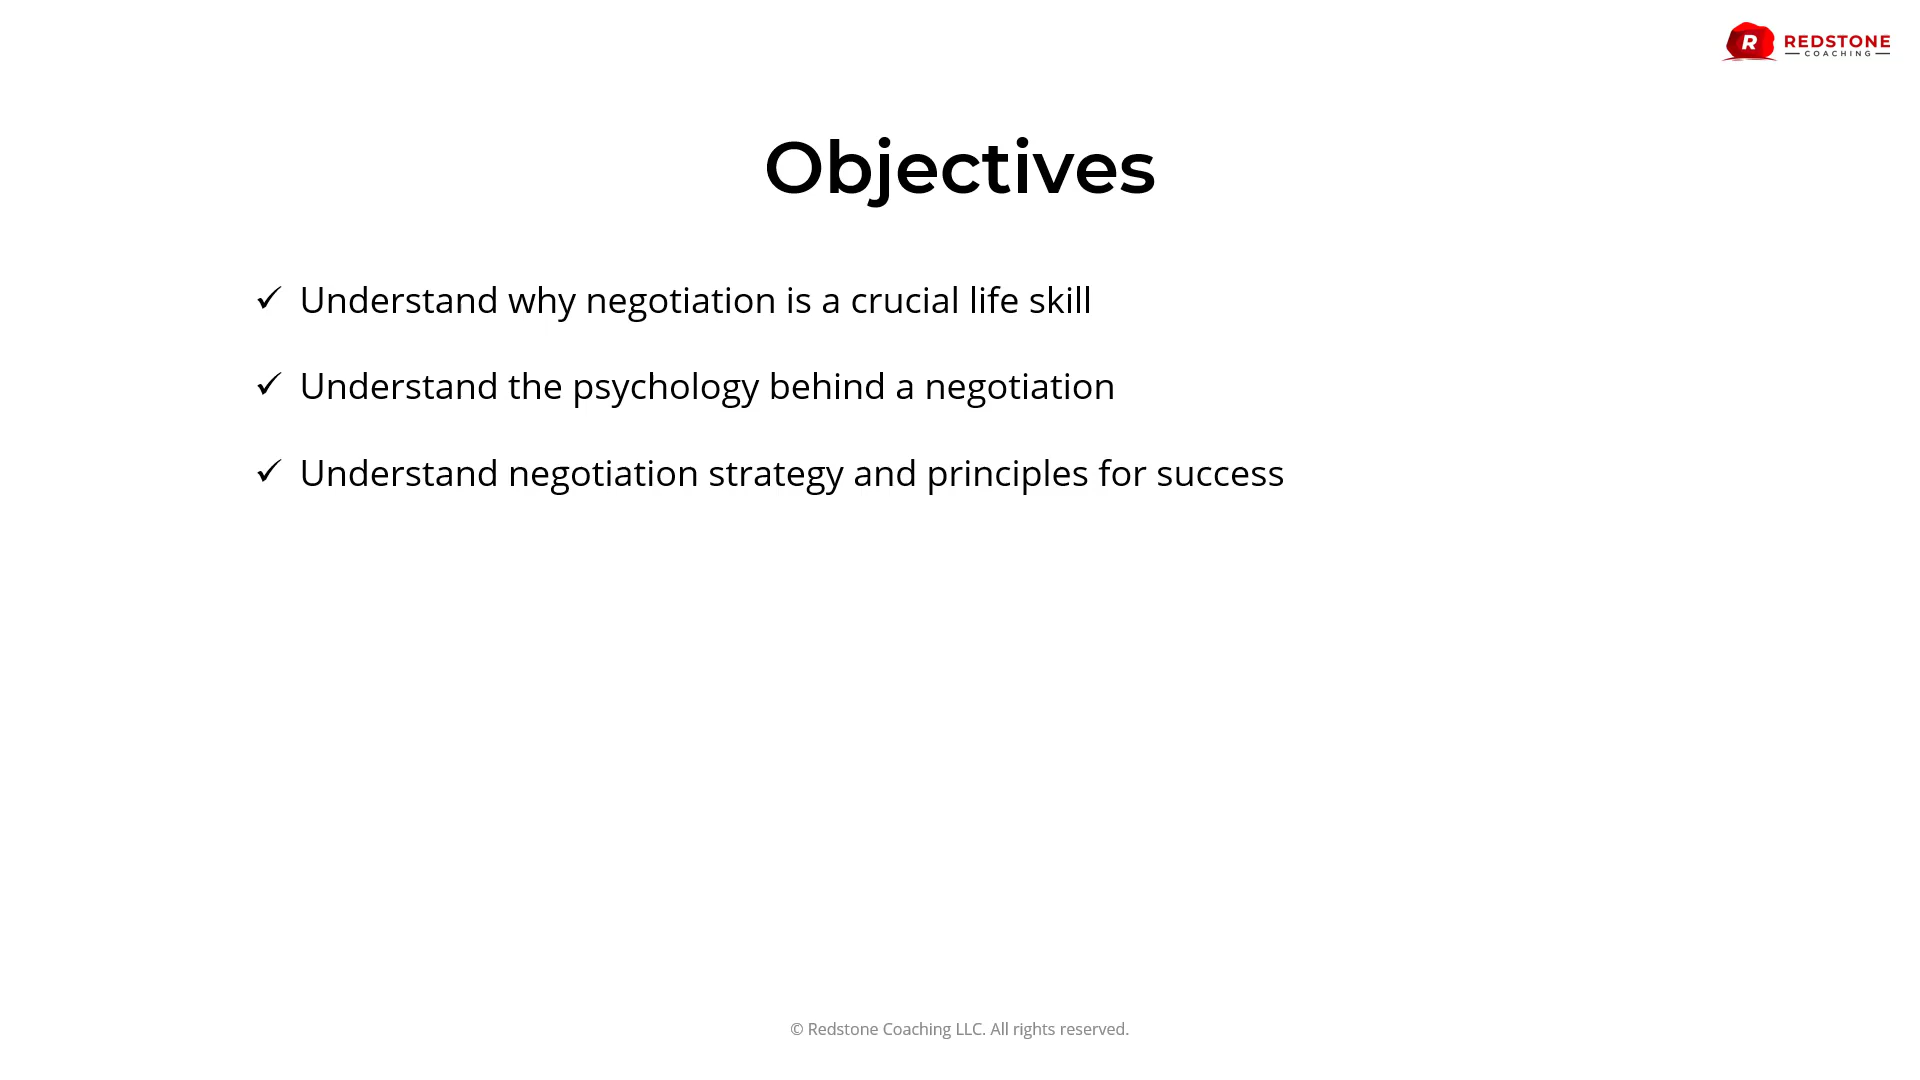 R
REDSTONE
COACHING
Objectives
✓ Understand why negotiation is a crucial life skill
✓ Understand the psychology behind a negotiation
✓ Understand negotiation strategy and principles for success
© Redstone Coaching LLC. All rights reserved.